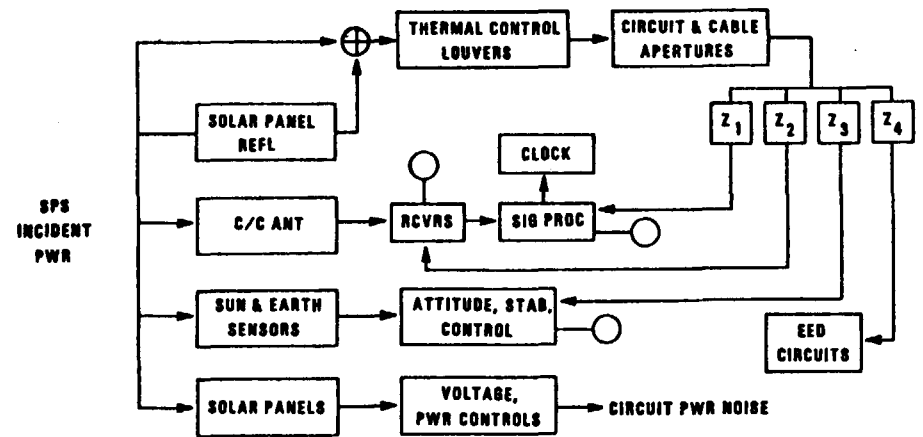 THERMAL CONTROL
LOUVERS
CIRCUIT & CABLE
APERTURES
SOLAR PANEL
REFL
Z1
Z2
Z3
Z4
CLOCK
SPS
INCIDENT
PWR
C/C ANT
RCVRS
SIG PROC
SUN & EARTH
SENSORS
ATTITUDE, STAB,
CONTROL
EED
CIRCUITS
SOLAR PANELS
VOLTAGE,
PWR CONTROLS
CIRCUIT PWR NOISE